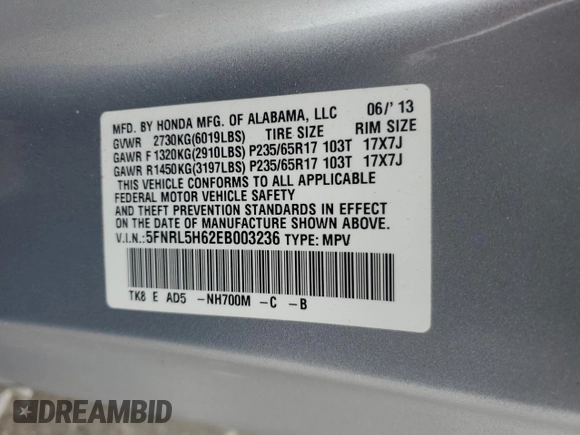 MFD. BY HONDA MFG. OF ALABAMA, LLC 06/'13
GVWR 2730KG(6019LBS) TIRE SIZE RIM SIZE
GAWR F 1320KG(2910LBS) P235/65R17 103T 17X7J
GAWR R 1450KG(3197LBS) P235/65R17 103T 17X7J
THIS VEHICLE CONFORMS TO ALL APPLICABLE
FEDERAL MOTOR VEHICLE SAFETY
AND THEFT PREVENTION STANDARDS IN EFFECT
ON THE DATE OF MANUFACTURE SHOWN ABOVE.
V.I.N.:5FNRL5H62EB003236 TYPE: MPV
TK8 E AD5 -NH700M -C -B
DREAMBID